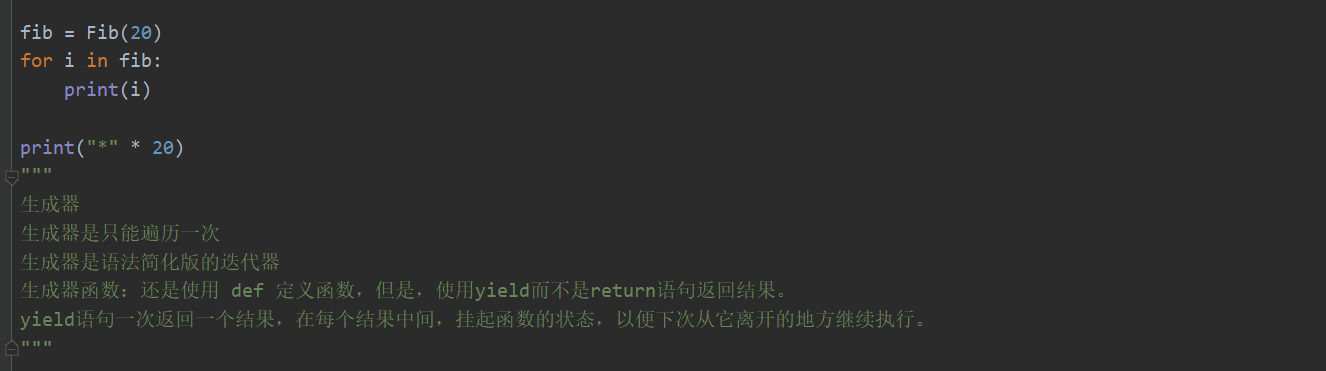 fib = Fib(20)
for i in fib:
    print(i)
print("*" * 20)
"""
生成器
生成器是只能遍历一次
生成器是语法简化版的迭代器
生成器函数：还是使用 def 定义函数，但是，使用yield而不是return语句返回结果。
yield语句一次返回一个结果，在每个结果中间，挂起函数的状态，以便下次从它离开的地方继续执行。
"""